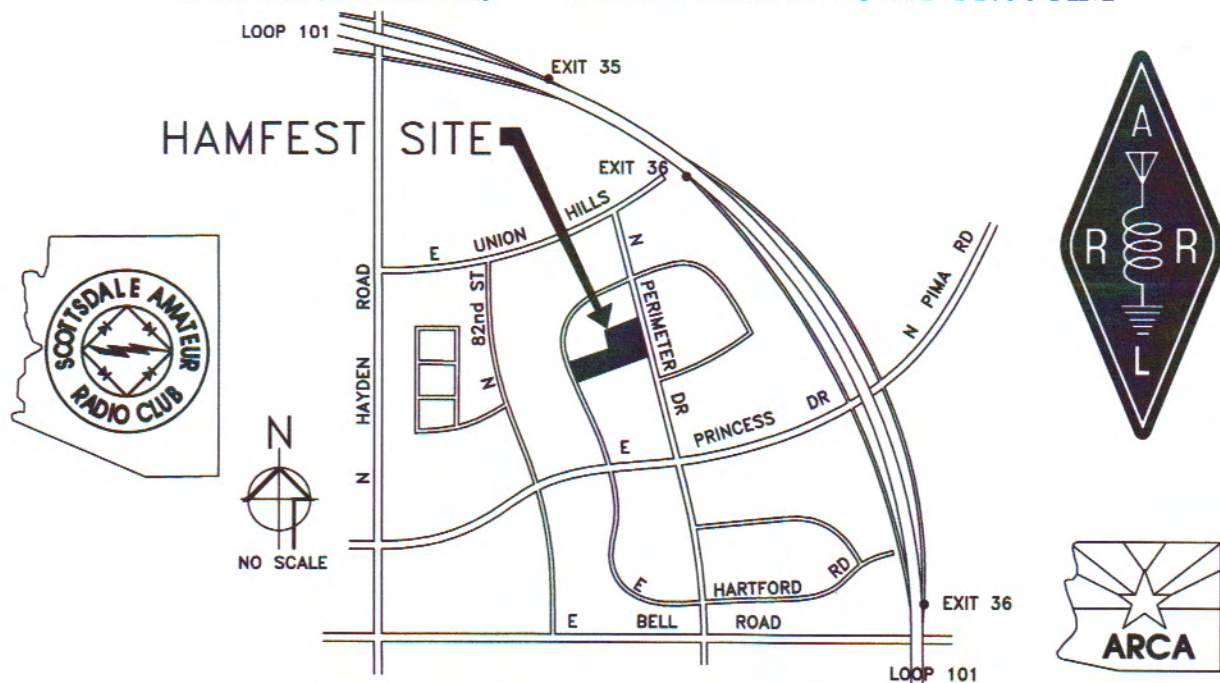 LOOP 101
EXIT 35
HAMFEST SITE
EXIT 36
E UNION HILLS
N PERIMETER DR
N PIMA RD
N HAYDEN ROAD
N 82nd ST
E PRINCESS DR
E HARTFORD RD
E BELL ROAD
EXIT 36
LOOP 101
SCOTTSDALE AMATEUR
RADIO CLUB
N
NO SCALE
A
R R
L
ARCA